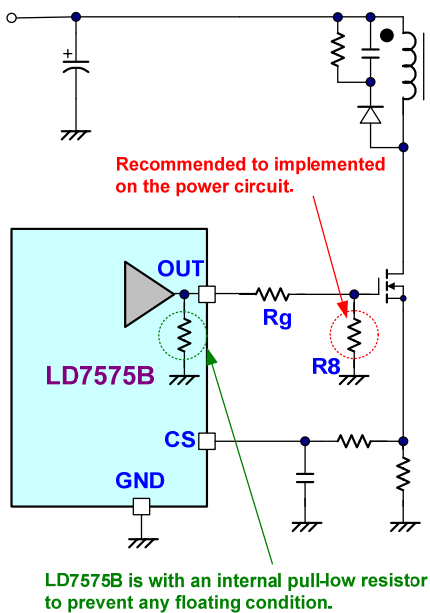 +
Recommended to implemented
on the power circuit.
OUT
Rg
R8
LD7575B
CS
GND
LD7575B is with an internal pull-low resistor
to prevent any floating condition.